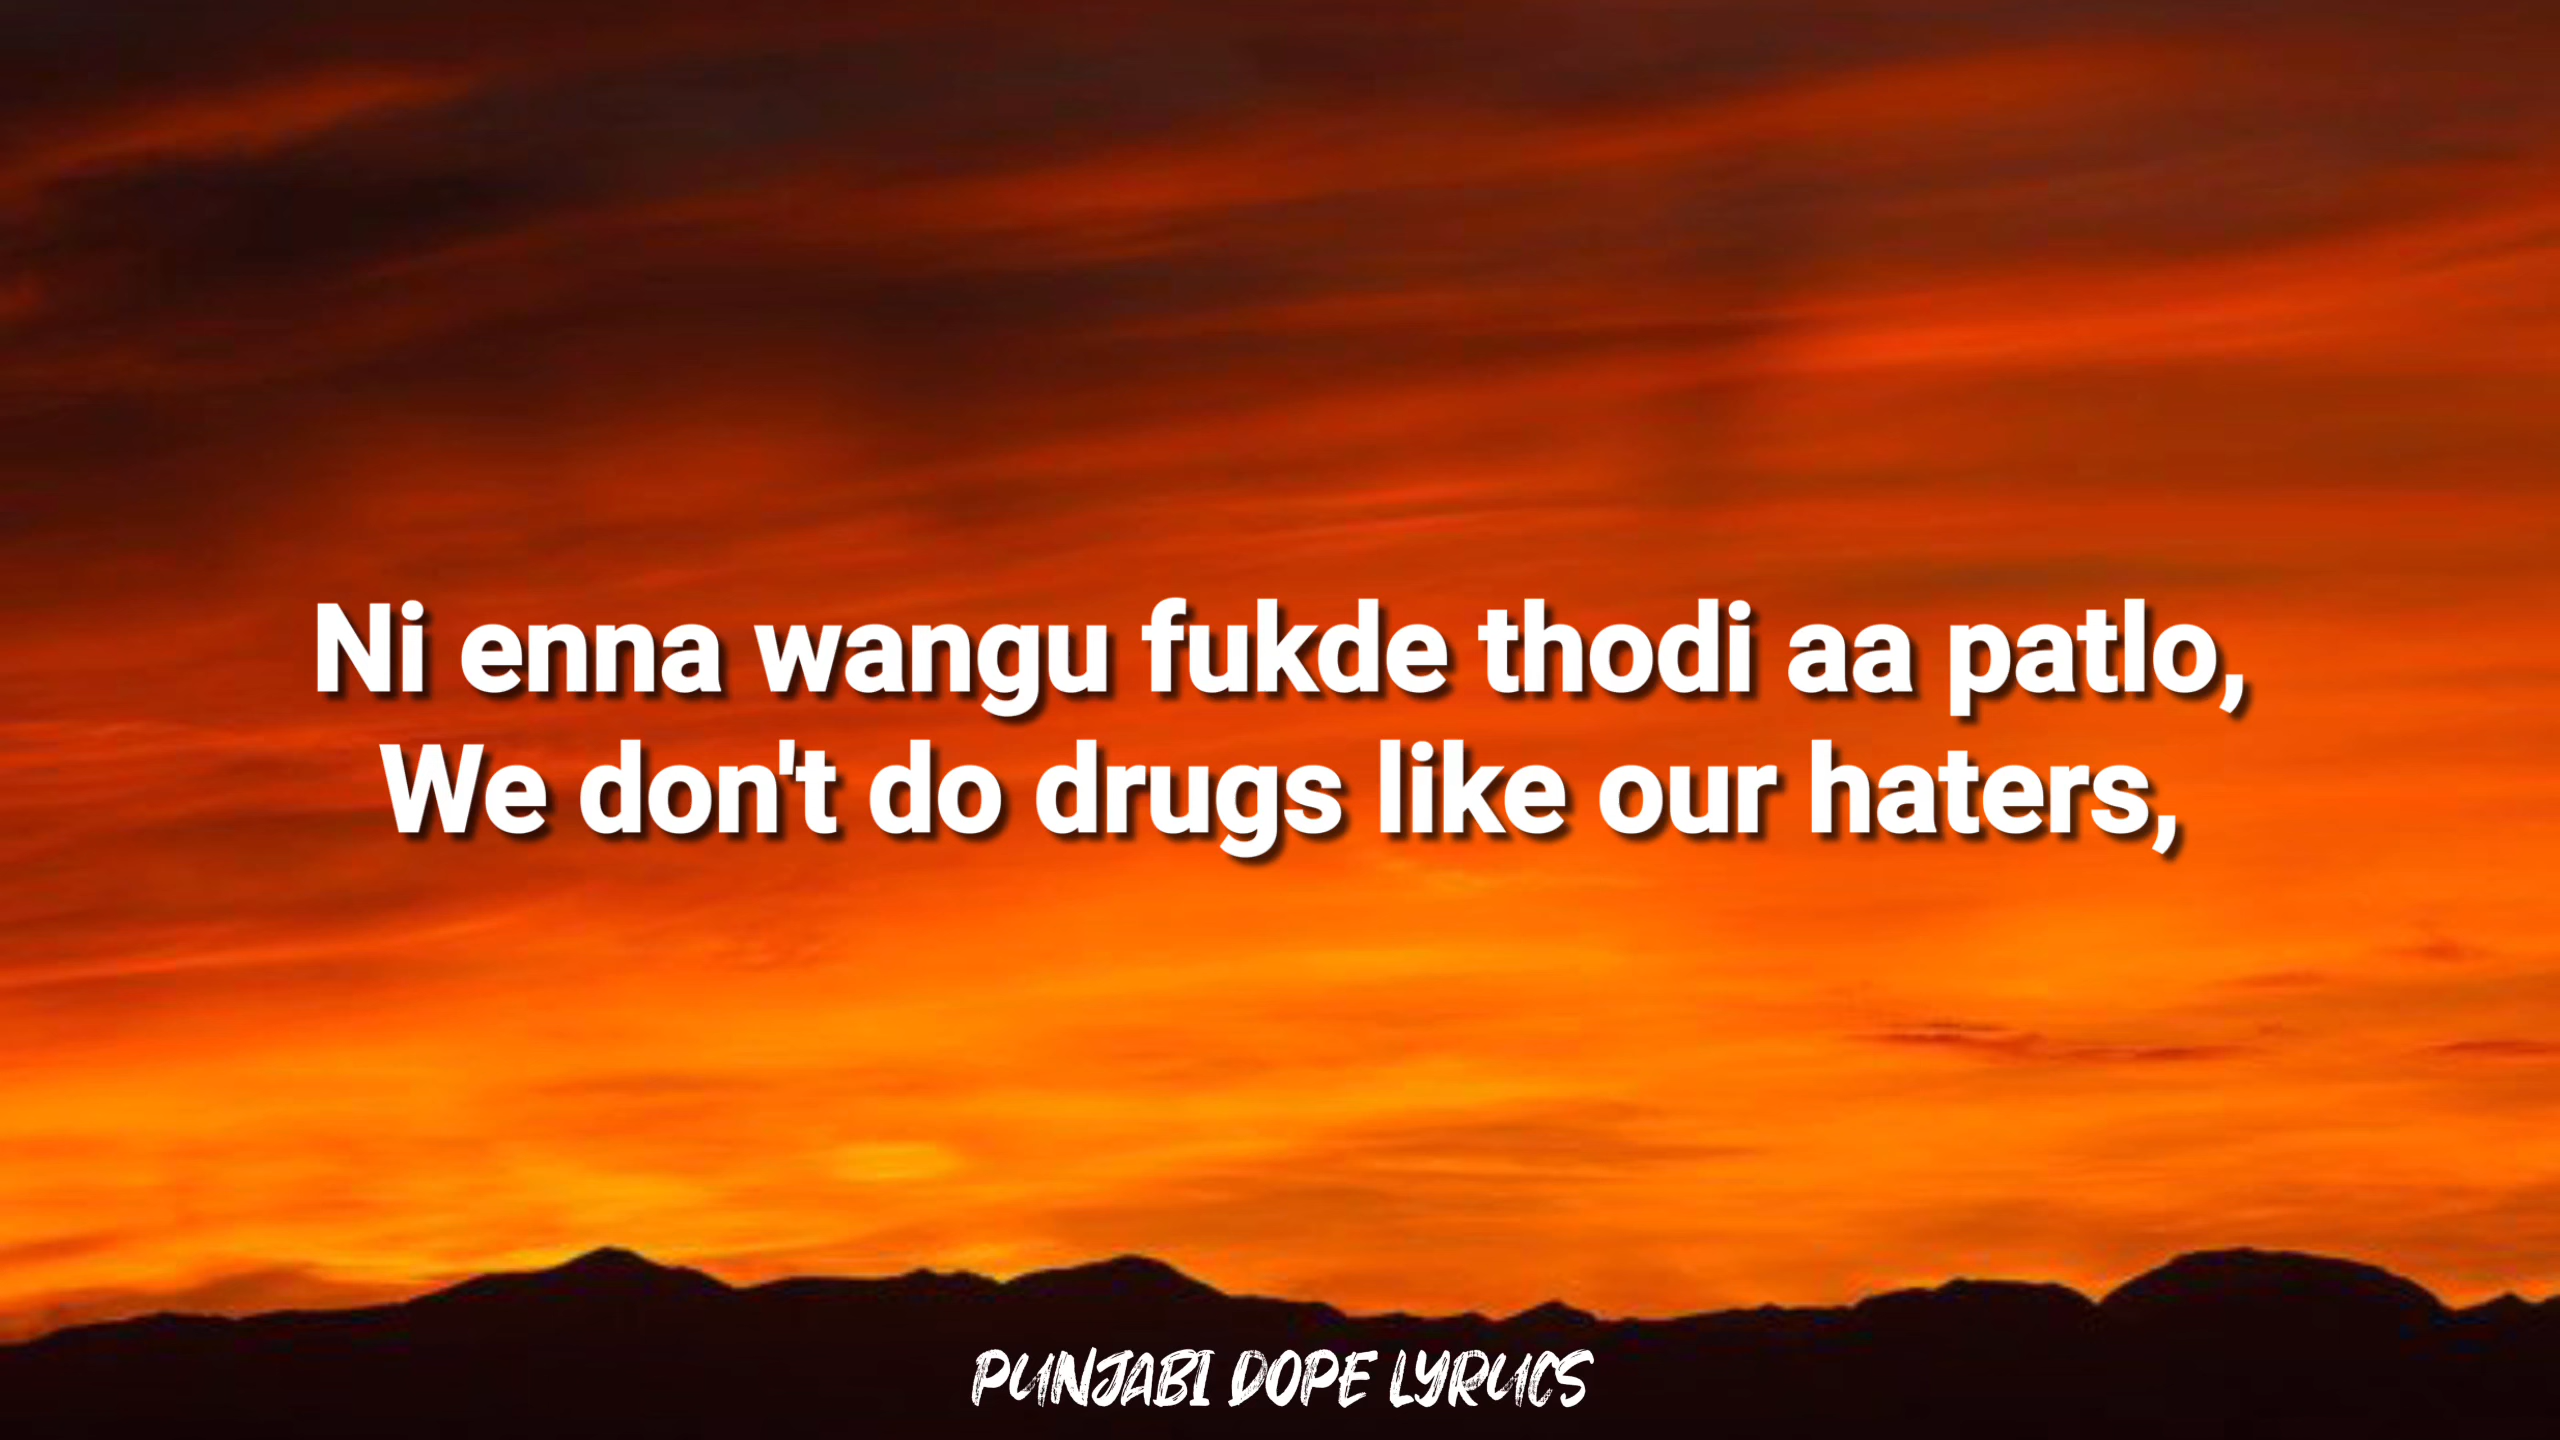 Ni enna wangu fukde thodi aa patlo,
We don't do drugs like our haters,
PUNJABI DOPE LYRUCS